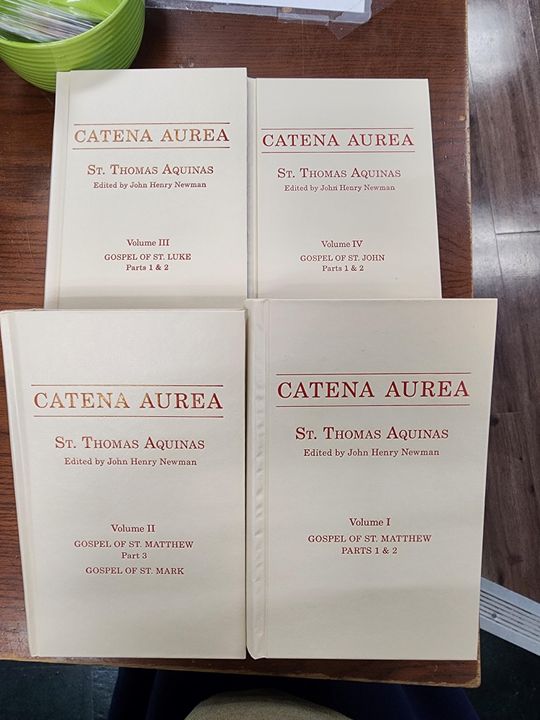 CATENA AUREA
ST. THOMAS AQUINAS
Edited by John Henry Newman
Volume III
GOSPEL OF ST. LUKE
Parts 1 & 2
CATENA AUREA
ST. THOMAS AQUINAS
Edited by John Henry Newman
Volume IV
GOSPEL OF ST. JOHN
Parts 1 & 2
CATENA AUREA
ST. THOMAS AQUINAS
Edited by John Henry Newman
Volume II
GOSPEL OF ST. MATTHEW
Part 3
GOSPEL OF ST. MARK
CATENA AUREA
ST. THOMAS AQUINAS
Edited by John Henry Newman
Volume I
GOSPEL OF ST. MATTHEW
PARTS 1 & 2